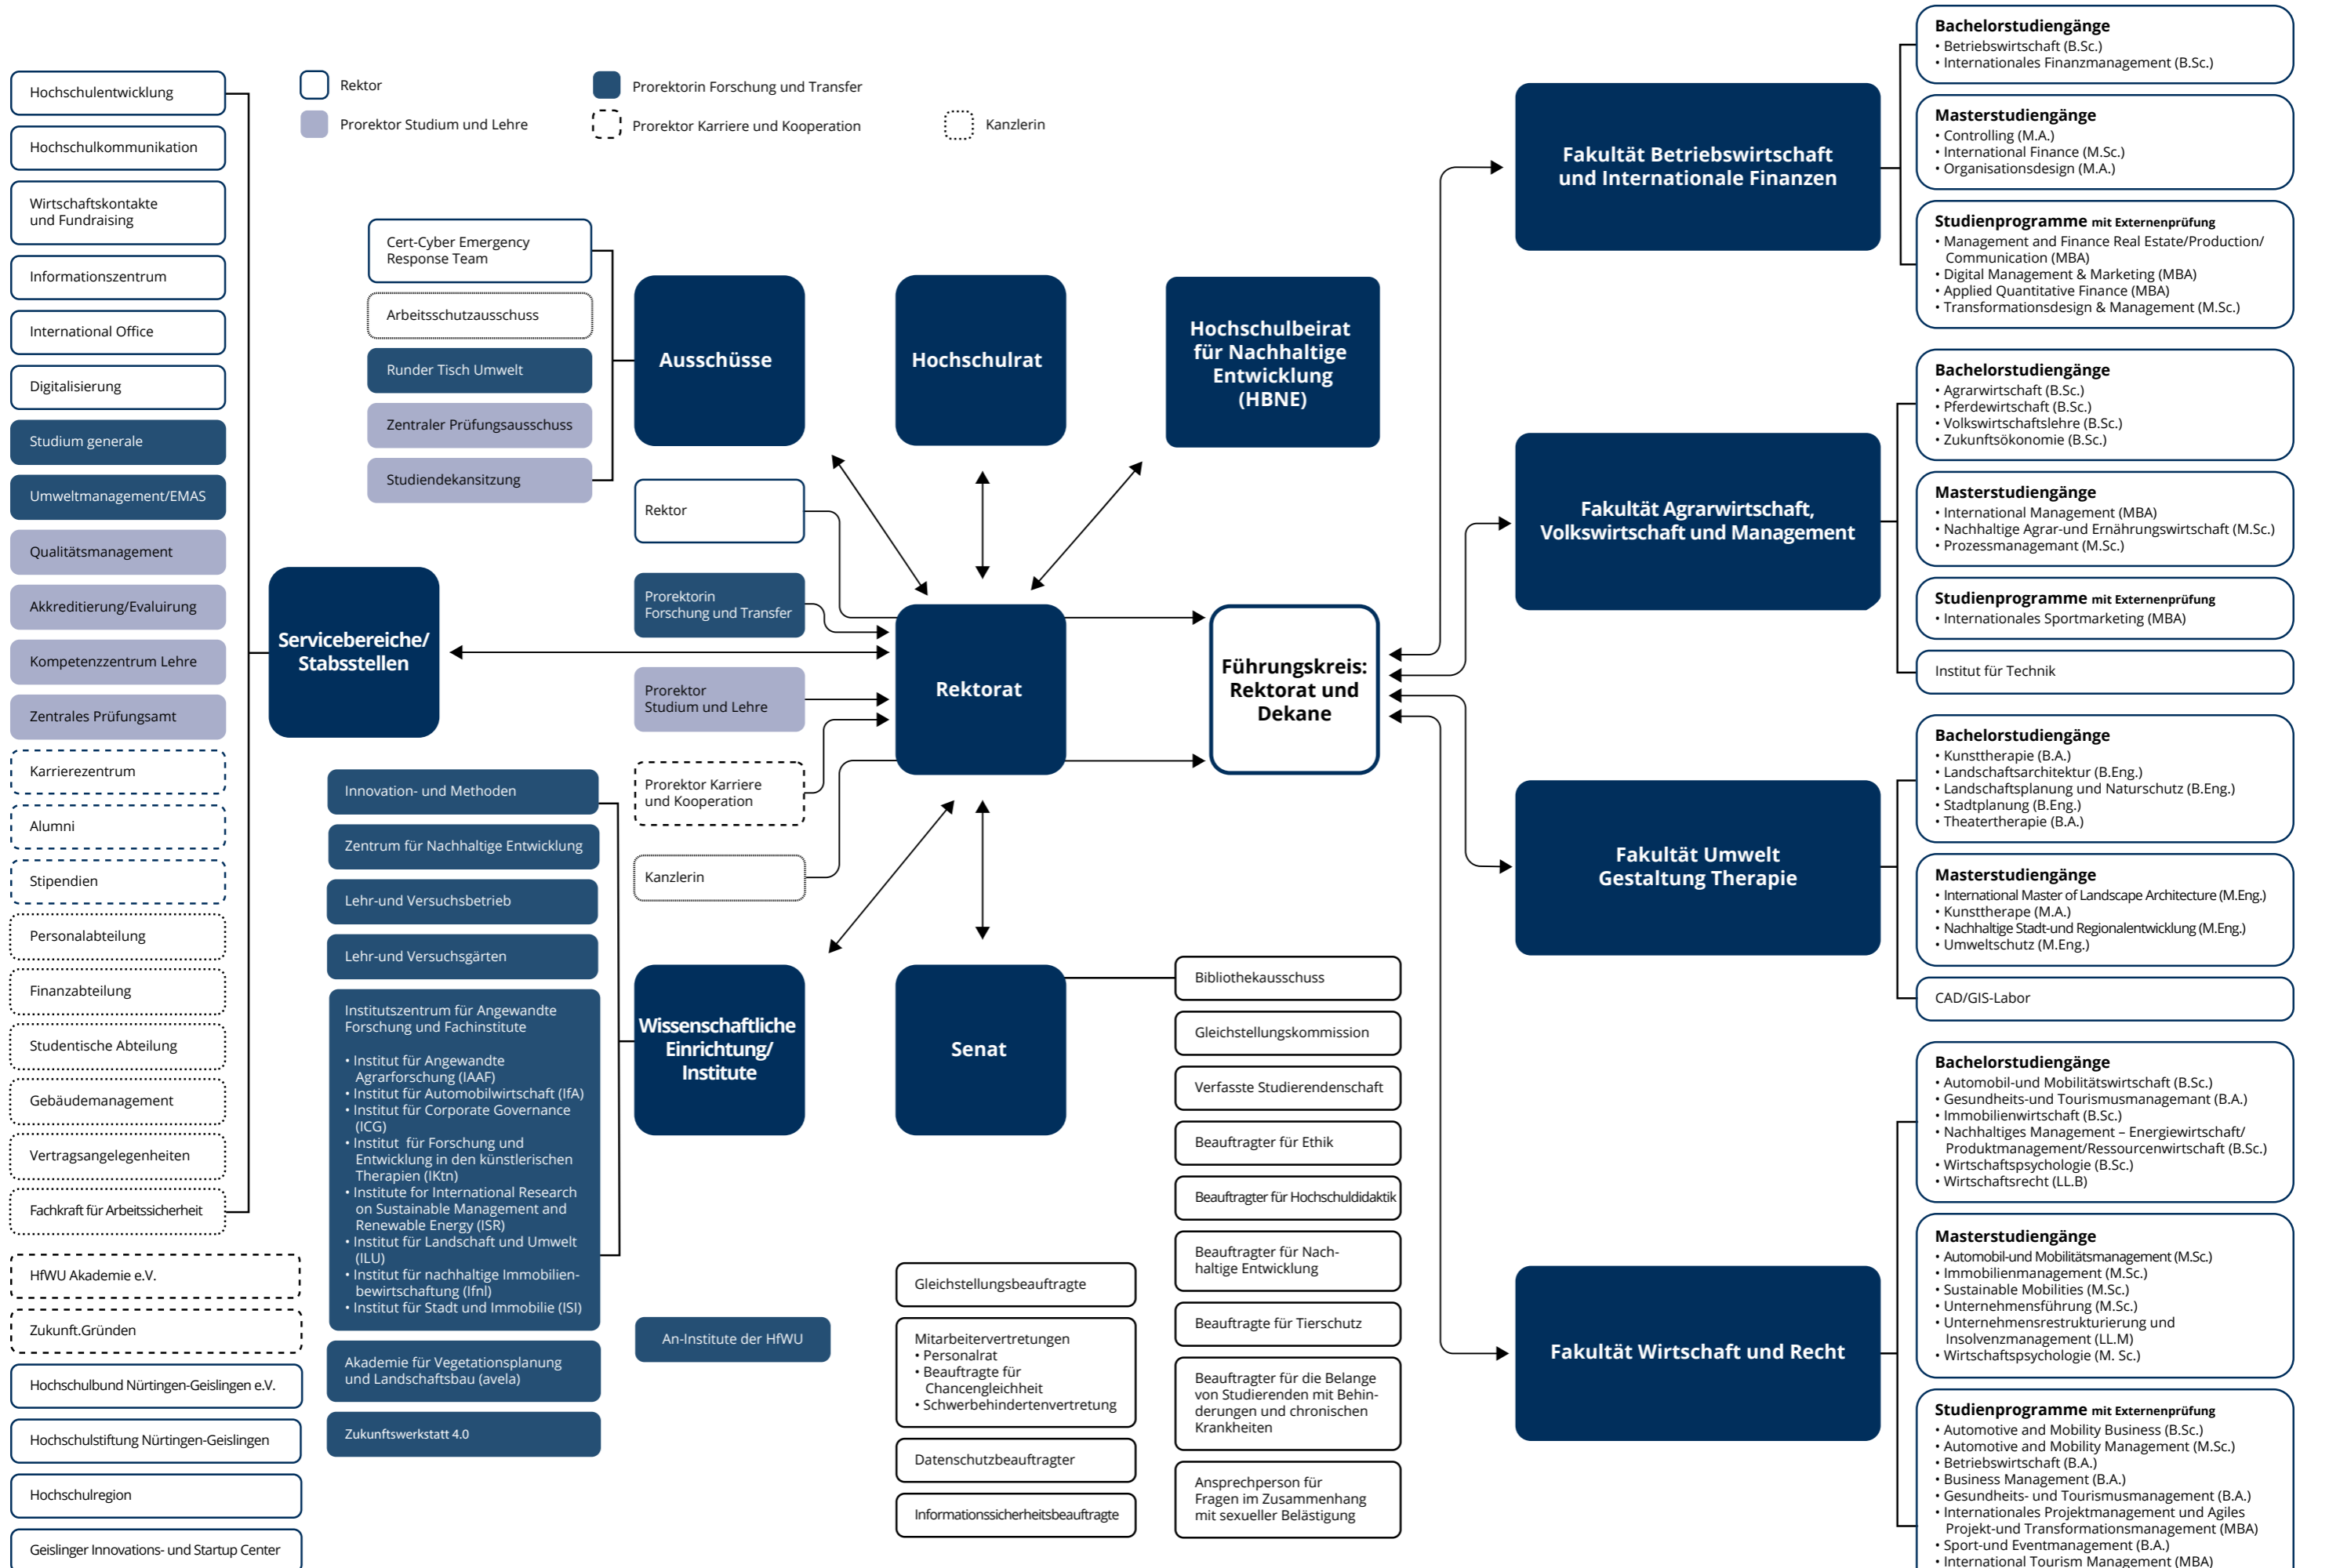 Hochschulentwicklung
Hochschulkommunikation
Wirtschaftskontakte
und Fundraising
Informationszentrum
International Office
Digitalisierung
Studium generale
Umweltmanagement/EMAS
Qualitätsmanagement
Akkreditierung/Evaluirung
Kompetenzzentrum Lehre
Zentrales Prüfungsamt
Karrierezentrum
Alumni
Stipendien
Personalabteilung
Finanzabteilung
Studentische Abteilung
Gebäudemanagement
Vertragsangelegenheiten
Fachkraft für Arbeitssicherheit
HfWU Akademie e.V.
Zukunft.Gründen
Hochschulbund Nürtingen-Geislingen e.V.
Hochschulstiftung Nürtingen-Geislingen
Hochschulregion
Geislinger Innovations- und Startup Center
Rektor
Prorektor Studium und Lehre
Prorektorin Forschung und Transfer
Prorektor Karriere und Kooperation
Kanzlerin
Servicebereiche/
Stabsstellen
Cert-Cyber Emergency
Response Team
Arbeitsschutzausschuss
Runder Tisch Umwelt
Zentraler Prüfungsausschuss
Studiendekansitzung
Ausschüsse
Hochschulrat
Hochschulbeirat
für Nachhaltige
Entwicklung
(HBNE)
Rektor
Prorektorin
Forschung und Transfer
Prorektor
Studium und Lehre
Prorektor Karriere
und Kooperation
Kanzlerin
Rektorat
Führungskreis:
Rektorat und
Dekane
Innovation- und Methoden
Zentrum für Nachhaltige Entwicklung
Lehr-und Versuchsbetrieb
Lehr-und Versuchsgärten
Institutszentrum für Angewandte
Forschung und Fachinstitute
• Institut für Angewandte
Agrarforschung (IAAF)
• Institut für Automobilwirtschaft (IfA)
• Institut für Corporate Governance
(ICG)
• Institut für Forschung und
Entwicklung in den künstlerischen
Therapien (IKtn)
• Institute for International Research
on Sustainable Management and
Renewable Energy (ISR)
• Institut für Landschaft und Umwelt
(ILU)
• Institut für nachhaltige Immobilien-
bewirtschaftung (Ifnl)
• Institut für Stadt und Immobilie (ISI)
Akademie für Vegetationsplanung
und Landschaftsbau (avela)
Zukunftswerkstatt 4.0
Wissenschaftliche
Einrichtung/
Institute
An-Institute der HfWU
Senat
Gleichstellungsbeauftragte
Mitarbeitervertretungen
• Personalrat
• Beauftragte für
Chancengleichheit
• Schwerbehindertenvertretung
Datenschutzbeauftragter
Informationssicherheitsbeauftragte
Bibliothekausschuss
Gleichstellungskommission
Verfasste Studierendenschaft
Beauftragter für Ethik
Beauftragter für Hochschuldidaktik
Beauftragter für Nach-
haltige Entwicklung
Beauftragte für Tierschutz
Beauftragter für die Belange
von Studierenden mit Behin-
derungen und chronischen
Krankheiten
Ansprechperson für
Fragen im Zusammenhang
mit sexueller Belästigung
Fakultät Betriebswirtschaft
und Internationale Finanzen
Bachelorstudiengänge
• Betriebswirtschaft (B.Sc.)
• Internationales Finanzmanagement (B.Sc.)
Masterstudiengänge
• Controlling (M.A.)
• International Finance (M.Sc.)
• Organisationsdesign (M.A.)
Studienprogramme mit Externenprüfung
• Management and Finance Real Estate/Production/
Communication (MBA)
• Digital Management & Marketing (MBA)
• Applied Quantitative Finance (MBA)
• Transformationsdesign & Management (M.Sc.)
Fakultät Agrarwirtschaft,
Volkswirtschaft und Management
Bachelorstudiengänge
• Agrarwirtschaft (B.Sc.)
• Pferdewirtschaft (B.Sc.)
• Volkswirtschaftslehre (B.Sc.)
• Zukunftsökonomie (B.Sc.)
Masterstudiengänge
• International Management (MBA)
• Nachhaltige Agrar-und Ernährungswirtschaft (M.Sc.)
• Prozessmanagemant (M.Sc.)
Studienprogramme mit Externenprüfung
• Internationales Sportmarketing (MBA)
Institut für Technik
Fakultät Umwelt
Gestaltung Therapie
Bachelorstudiengänge
• Kunsttherapie (B.A.)
• Landschaftsarchitektur (B.Eng.)
• Landschaftsplanung und Naturschutz (B.Eng.)
• Stadtplanung (B.Eng.)
• Theatertherapie (B.A.)
Masterstudiengänge
• International Master of Landscape Architecture (M.Eng.)
• Kunsttherape (M.A.)
• Nachhaltige Stadt-und Regionalentwicklung (M.Eng.)
• Umweltschutz (M.Eng.)
CAD/GIS-Labor
Fakultät Wirtschaft und Recht
Bachelorstudiengänge
• Automobil-und Mobilitätswirtschaft (B.Sc.)
• Gesundheits-und Tourismusmanagemant (B.A.)
• Immobilienwirtschaft (B.Sc.)
• Nachhaltiges Management – Energiewirtschaft/
Produktmanagement/Ressourcenwirtschaft (B.Sc.)
• Wirtschaftspsychologie (B.Sc.)
• Wirtschaftsrecht (LL.B)
Masterstudiengänge
• Automobil-und Mobilitätsmanagement (M.Sc.)
• Immobilienmanagement (M.Sc.)
• Sustainable Mobilities (M.Sc.)
• Unternehmensführung (M.Sc.)
• Unternehmensrestrukturierung und
Insolvenzmanagement (LL.M)
• Wirtschaftspsychologie (M. Sc.)
Studienprogramme mit Externenprüfung
• Automotive and Mobility Business (B.Sc.)
• Automotive and Mobility Management (M.Sc.)
• Betriebswirtschaft (B.A.)
• Business Management (B.A.)
• Gesundheits- und Tourismusmanagement (B.A.)
• Internationales Projektmanagement und Agiles
Projekt-und Transformationsmanagement (MBA)
• Sport-und Eventmanagement (B.A.)
• International Tourism Management (MBA)